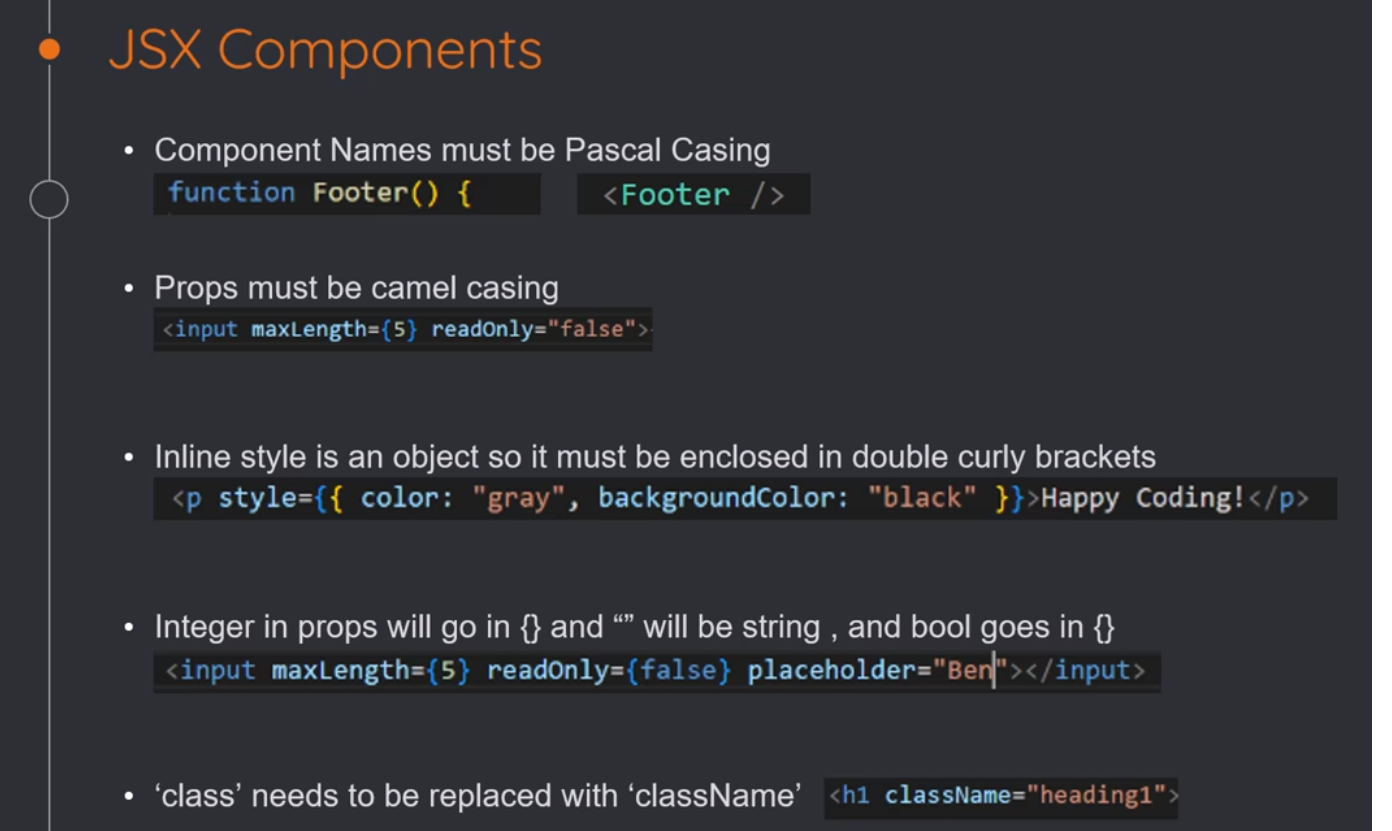 JSX Components
• Component Names must be Pascal Casing
function Footer() { <Footer />
• Props must be camel casing
<input maxLength={5} readOnly="false">
• Inline style is an object so it must be enclosed in double curly brackets
<p style={{ color: "gray", backgroundColor: "black" }}>Happy Coding!</p>
• Integer in props will go in {} and “” will be string , and bool goes in {}
<input maxLength={5} readOnly={false} placeholder="Ben"></input>
• ‘class’ needs to be replaced with ‘className’ <h1 className="heading1">